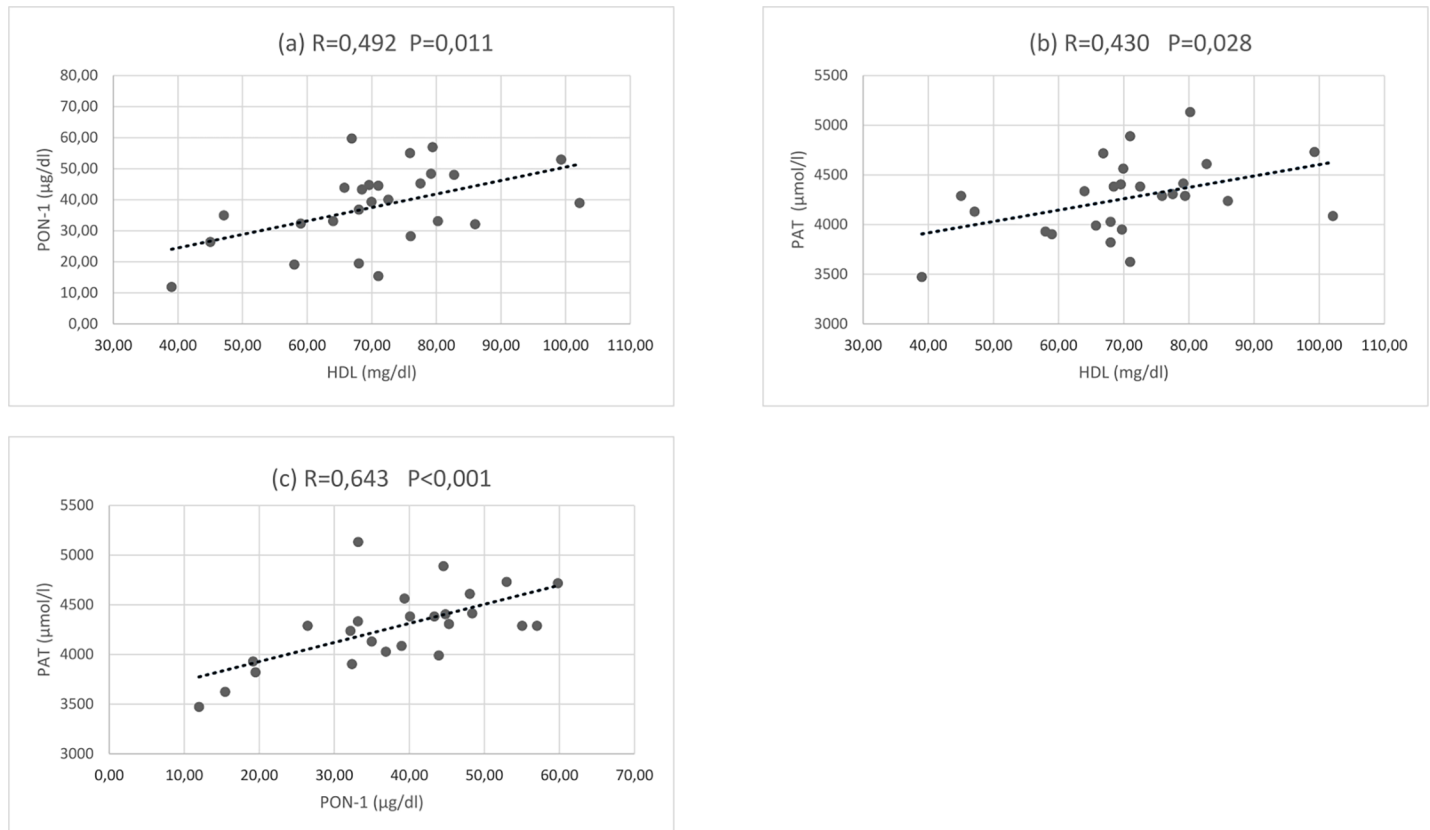 (a) R=0,492 P=0,011
80,00
70,00
60,00
50,00
40,00
30,00
20,00
10,00
0,00
PON-1 (µg/dl)
30,00 40,00 50,00 60,00 70,00 80,00 90,00 100,00 110,00
HDL (mg/dl)
(b) R=0,430 P=0,028
5500
5000
4500
4000
3500
3000
PAT (µmol/l)
30,00 40,00 50,00 60,00 70,00 80,00 90,00 100,00 110,00
HDL (mg/dl)
(c) R=0,643 P<0,001
5500
5000
4500
4000
3500
3000
PAT (µmol/l)
0,00 10,00 20,00 30,00 40,00 50,00 60,00 70,00
PON-1 (µg/dl)